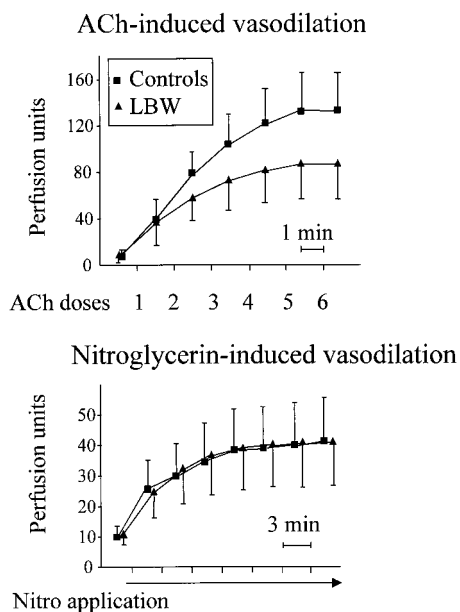 ACh-induced vasodilation
Perfusion units
160
120
80
40
0
Controls
LBW
1 min
ACh doses 1 2 3 4 5 6
Nitroglycerin-induced vasodilation
Perfusion units
50
40
30
20
10
0
3 min
Nitro application